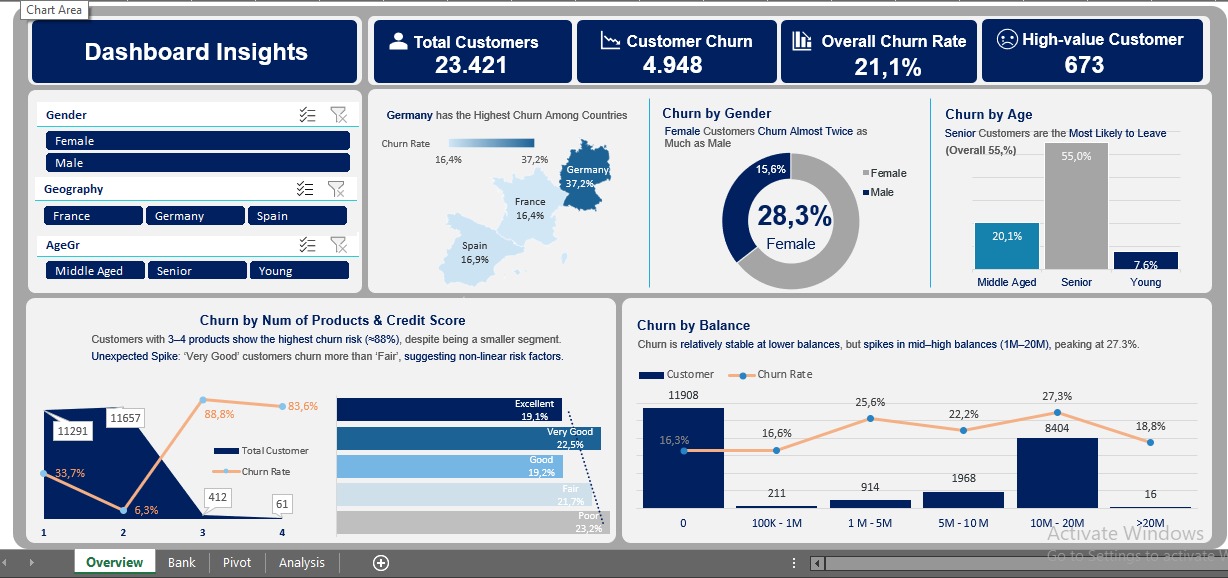 Chart Area
Dashboard Insights
Total Customers
23.421
Customer Churn
4.948
Overall Churn Rate
21,1%
High-value Customer
673
Gender
Female
Male
Geography
France
Germany
Spain
AgeGr
Middle Aged
Senior
Young
Germany has the Highest Churn Among Countries
Churn Rate
16,4%
37,2%
Germany
37,2%
France
16,4%
Spain
16,9%
Churn by Gender
Female Customers Churn Almost Twice as
Much as Male
15,6%
28,3%
Female
Female
Male
Churn by Age
Senior Customers are the Most Likely to Leave
(Overall 55,%)
55,0%
20,1%
7,6%
Middle Aged
Senior
Young
Churn by Num of Products & Credit Score
Customers with 3–4 products show the highest churn risk (≈88%), despite being a smaller segment.
Unexpected Spike: ‘Very Good’ customers churn more than ‘Fair’, suggesting non-linear risk factors.
11291
11657
88,8%
83,6%
Total Customer
Churn Rate
33,7%
6,3%
412
61
1
2
3
4
Excellent
19,1%
Very Good
22,5%
Good
19,2%
Fair
21,7%
Poor
23,2%
Churn by Balance
Churn is relatively stable at lower balances, but spikes in mid–high balances (1M–20M), peaking at 27.3%.
Customer
Churn Rate
11908
16,3%
16,6%
25,6%
22,2%
27,3%
18,8%
211
914
1968
8404
16
0
100K - 1M
1 M - 5M
5M - 10 M
10M - 20M
>20M
Activate Windows
Go to Settings to activate W
Overview
Bank
Pivot
Analysis